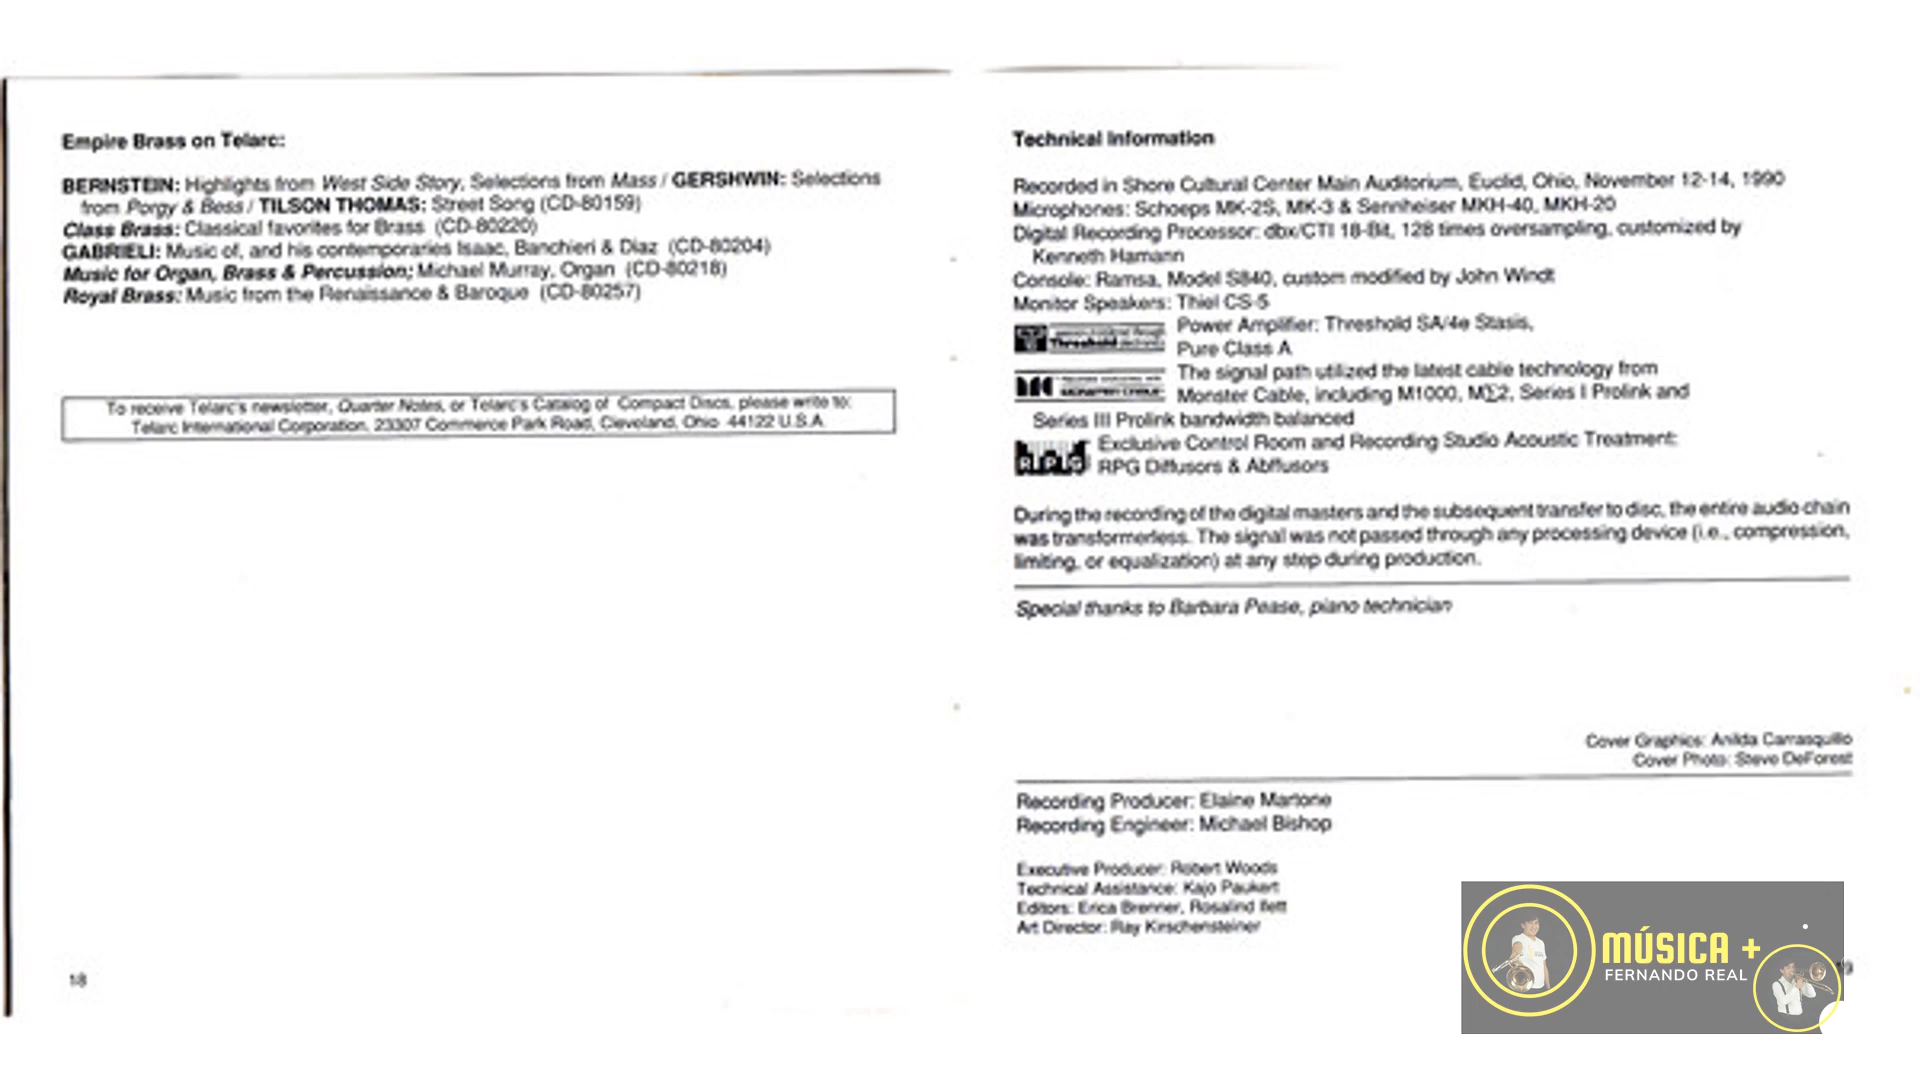 Empire Brass on Telarc:
BERNSTEIN: Highlights from West Side Story, Selections from Mass / GERSHWIN: Selections
from Porgy & Bess / TILSON THOMAS: Street Song (CD-80159)
Class Brass: Classical favorites for Brass (CD-80220)
GABRIELI: Music of, and his contemporaries Isaac, Banchieri & Diaz (CD-80204)
Music for Organ, Brass & Percussion; Michael Murray, Organ (CD-80218)
Royal Brass: Music from the Renaissance & Baroque (CD-80257)
To receive Telarc's newsletter, Quarter Notes, or Telarc's Catalog of Compact Discs, please write to:
Telarc International Corporation, 23307 Commerce Park Road, Cleveland, Ohio 44122 U.S.A.
18
Technical Information
Recorded in Shore Cultural Center Main Auditorium, Euclid, Ohio, November 12-14, 1990
Microphones: Schoeps MK-2S, MK-3 & Sennheiser MKH-40, MKH-20
Digital Recording Processor: dbx/CTI 18-Bit, 128 times oversampling, customized by
Kenneth Hamann
Console: Ramsa, Model S840, custom modified by John Windt
Monitor Speakers: Thiel CS-5
Threshold
Power Amplifier: Threshold SA/4e Stasis,
Pure Class A
The signal path utilized the latest cable technology from
MONSTER CABLE
Monster Cable, including M1000, MΣ2, Series I Prolink and
Series III Prolink bandwidth balanced
RPG
Exclusive Control Room and Recording Studio Acoustic Treatment:
RPG Diffusors & Abffusors
During the recording of the digital masters and the subsequent transfer to disc, the entire audio chain
was transformerless. The signal was not passed through any processing device (i.e., compression,
limiting, or equalization) at any step during production.
Special thanks to Barbara Pease, piano technician
Cover Graphics: Anilda Carrasquillo
Cover Photo: Steve DeForest
Recording Producer: Elaine Martone
Recording Engineer: Michael Bishop
Executive Producer: Robert Woods
Technical Assistance: Kajo Paukert
Editors: Erica Brenner, Rosalind Ilett
Art Director: Ray Kirschensteiner
MÚSICA +
FERNANDO REAL